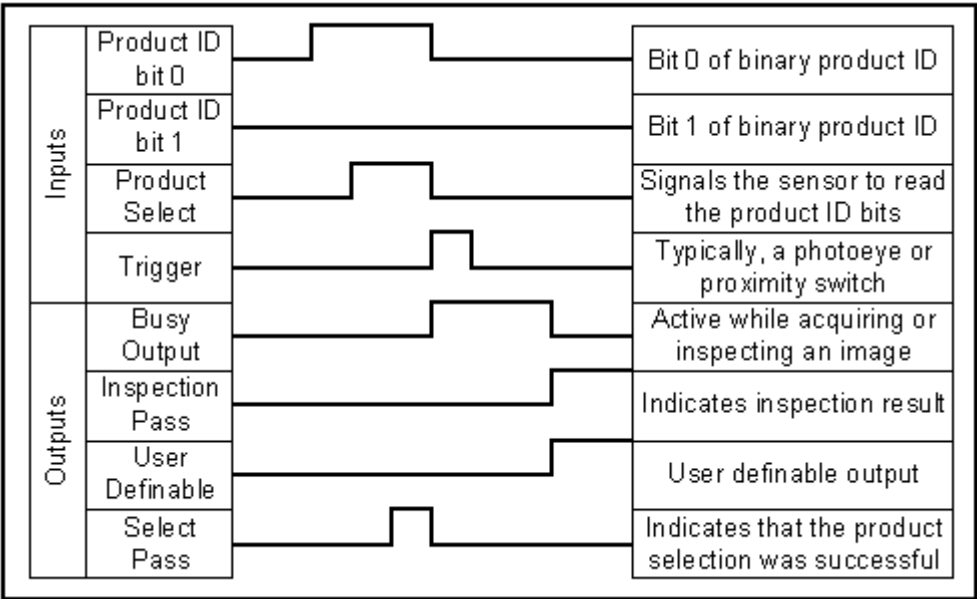 Inputs
Product ID
bit 0
Bit 0 of binary product ID
Product ID
bit 1
Bit 1 of binary product ID
Product
Select
Signals the sensor to read
the product ID bits
Trigger
Typically, a photoeye or
proximity switch
Outputs
Busy
Output
Active while acquiring or
inspecting an image
Inspection
Pass
Indicates inspection result
User
Definable
User definable output
Select
Pass
Indicates that the product
selection was successful